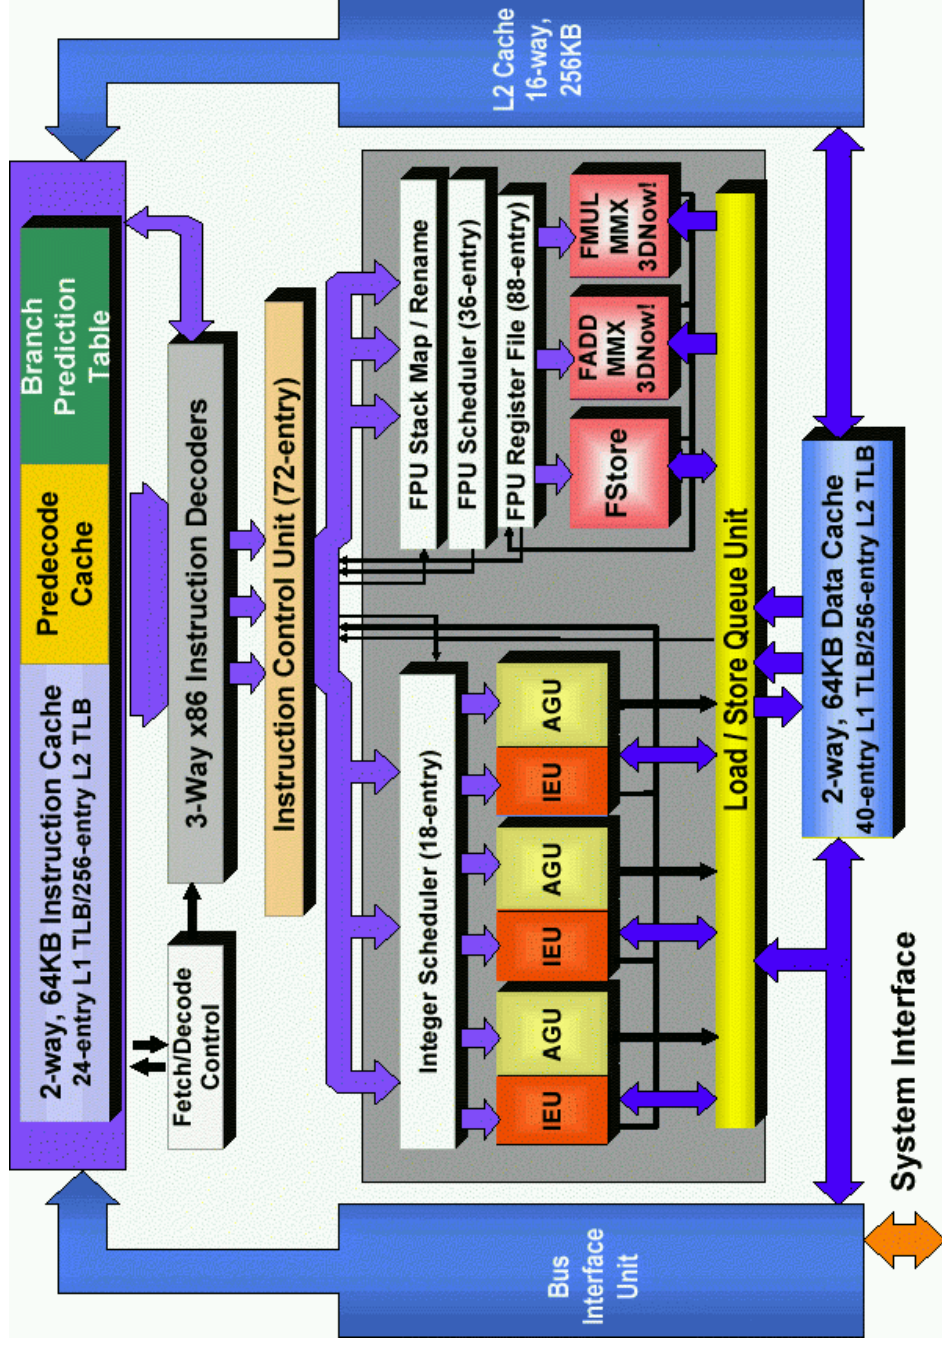 2-way, 64KB Instruction Cache
24-entry L1 TLB/256-entry L2 TLB
Predecode
Cache
Branch
Prediction
Table
Fetch/Decode
Control
3-Way x86 Instruction Decoders
Instruction Control Unit (72-entry)
Integer Scheduler (18-entry)
FPU Stack Map / Rename
FPU Scheduler (36-entry)
FPU Register File (88-entry)
IEU
AGU
IEU
AGU
IEU
AGU
FStore
FADD
MMX
3DNow!
FMUL
MMX
3DNow!
Load / Store Queue Unit
Bus
Interface
Unit
2-way, 64KB Data Cache
40-entry L1 TLB/256-entry L2 TLB
L2 Cache
16-way,
256KB
System Interface